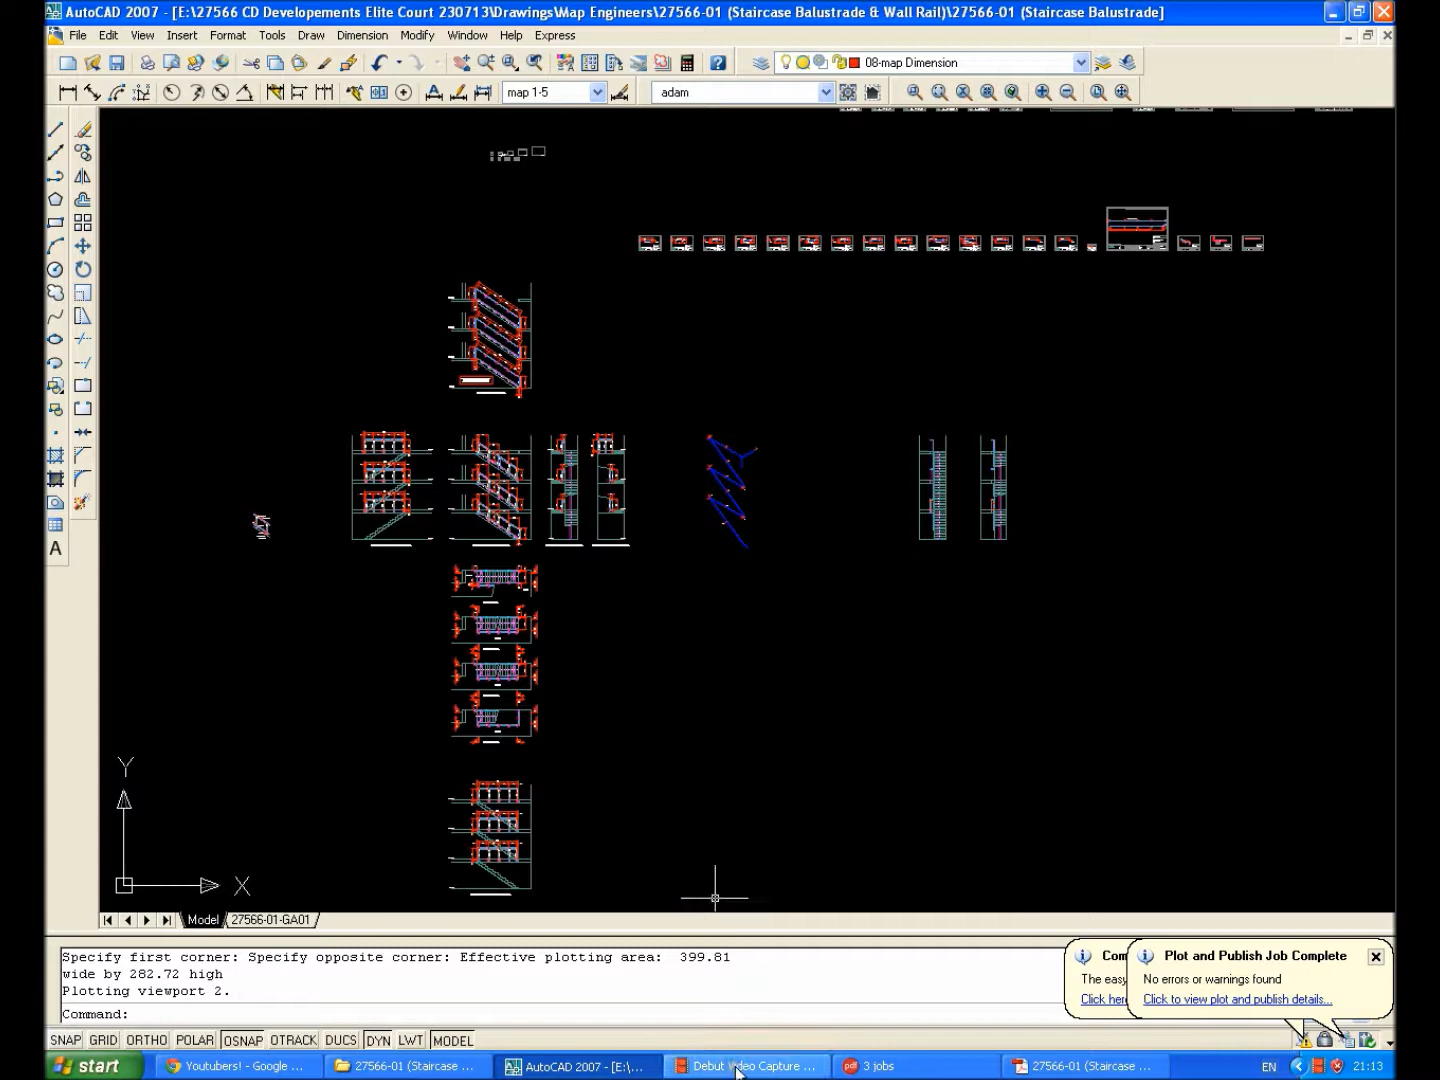 AutoCAD 2007 - [E:\27566 CD Developements Elite Court 230713\Drawings\Map Engineers\27566-01 (Staircase Balustrade & Wall Rail)\27566-01 (Staircase Balustrade]
File Edit View Insert Format Tools Draw Dimension Modify Window Help Express
08-map Dimension
map 1-5 adam
A
Y
X
Model 27566-01-GA01
Specify first corner: Specify opposite corner: Effective plotting area: 399.81
wide by 282.72 high
Plotting viewport 2.
Command:
Com
The easy
Click her
Plot and Publish Job Complete
No errors or warnings found
Click to view plot and publish details...
SNAP GRID ORTHO POLAR OSNAP OTRACK DUCS DYN LWT MODEL
start Youtubers! - Google ... 27566-01 (Staircase ... AutoCAD 2007 - [E:\... Debut Video Capture ... 3 jobs 27566-01 (Staircase ... EN 21:13